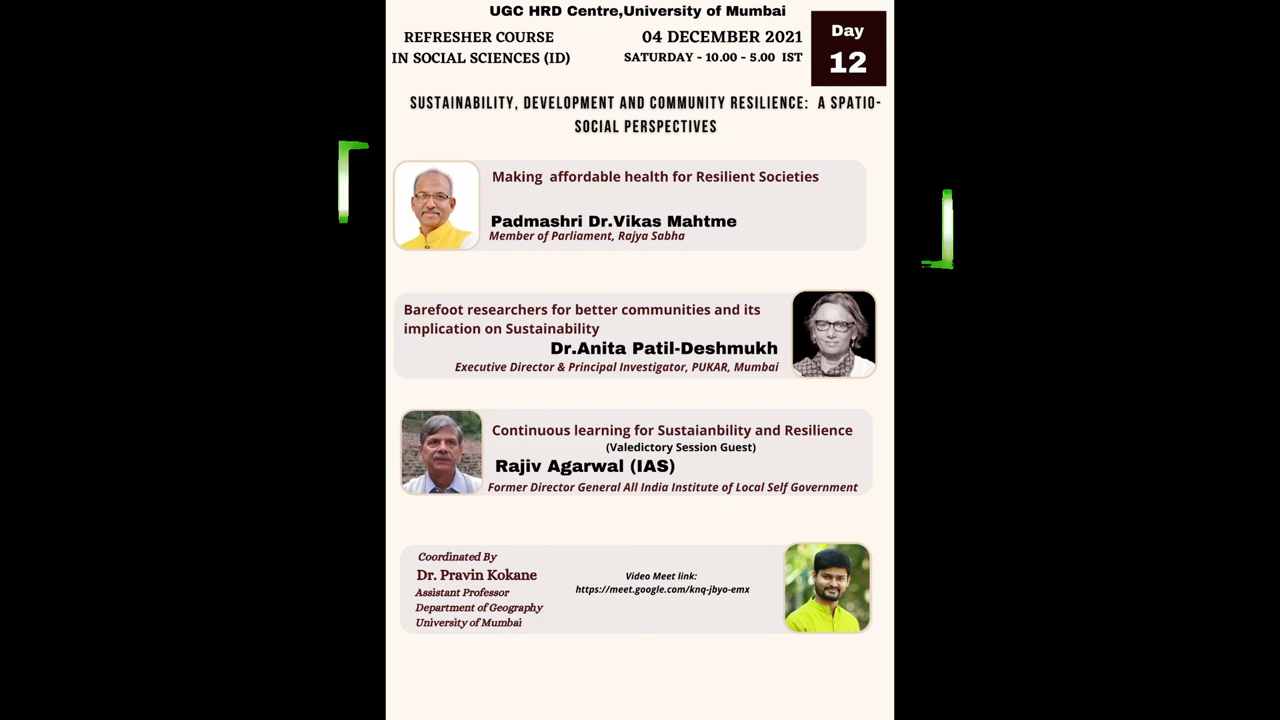 UGC HRD Centre,University of Mumbai
REFRESHER COURSE
IN SOCIAL SCIENCES (ID)
04 DECEMBER 2021
SATURDAY - 10.00 - 5.00 IST
Day
12
SUSTAINABILITY, DEVELOPMENT AND COMMUNITY RESILIENCE: A SPATIO-
SOCIAL PERSPECTIVES
Making affordable health for Resilient Societies
Padmashri Dr.Vikas Mahtme
Member of Parliament, Rajya Sabha
Barefoot researchers for better communities and its
implication on Sustainability
Dr.Anita Patil-Deshmukh
Executive Director & Principal Investigator, PUKAR, Mumbai
Continuous learning for Sustaianbility and Resilience
(Valedictory Session Guest)
Rajiv Agarwal (IAS)
Former Director General All India Institute of Local Self Government
Coordinated By
Dr. Pravin Kokane
Assistant Professor
Department of Geography
University of Mumbai
Video Meet link:
https://meet.google.com/knq-jbyo-emx